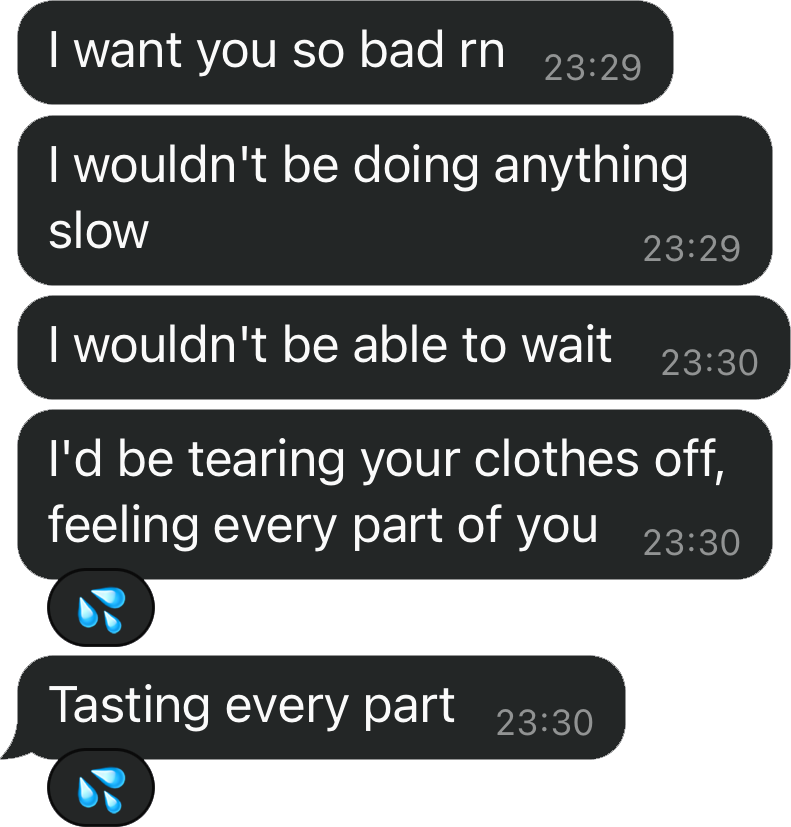 I want you so bad rn 23:29
I wouldn't be doing anything
slow 23:29
I wouldn't be able to wait 23:30
I'd be tearing your clothes off,
feeling every part of you 23:30
💦
Tasting every part 23:30
💦